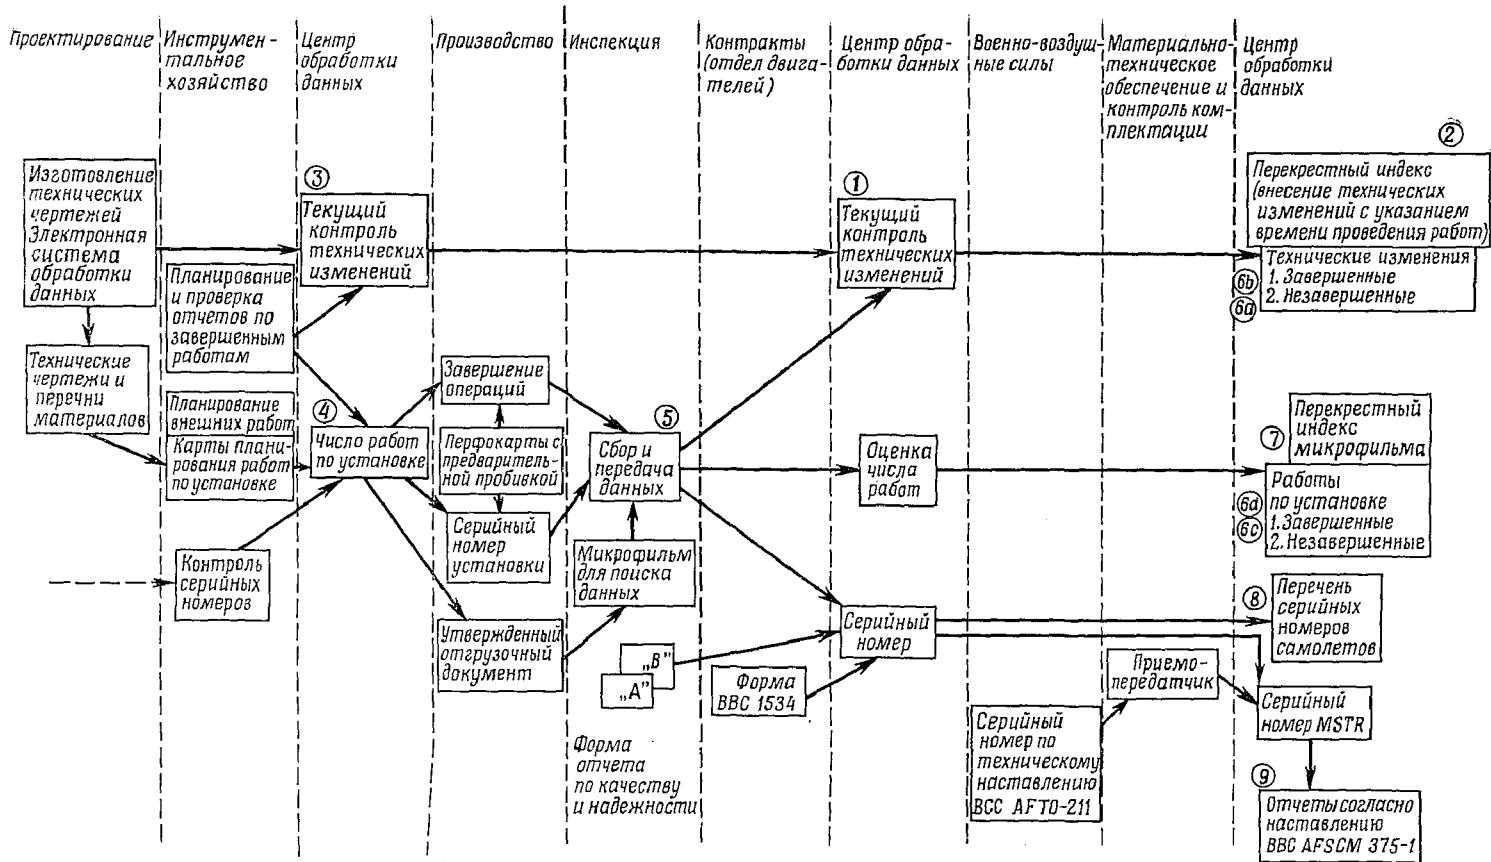 Проектирование
Инструмен-
тальное
хозяйство
Центр
обработки
данных
Производство
Инспекция
Контракты
(отдел двига-
телей)
Центр обра-
ботки данных
Военно-воздуш-
ные силы
Материально-
техническое
обеспечение и
контроль ком-
плектации
Центр
обработки
данных
Изготовление
технических
чертежей
Электронная
система
обработки
данных
Технические
чертежи и
перечни
материалов
Планирование
и проверка
отчетов по
завершенным
работам
Планирование
внешних работ
Карты плани-
рования работ
по установке
Контроль
серийных
номероз
3
Текущий
контроль
технических
изменений
4
Число работ
по установке
Завершение
операций
Перфокарты с
предваритель-
ной пробивкой
Серийный
номер
установки
Утвержденный
отгрузочный
документ
5
Сбор и
передача
данных
Микрофильм
для поиска
данных
„В"
„А"
Форма
отчета
по качеству
и надежности
Форма
ВВС 1534
1
Текущий
контроль
технических
изменений
Оценка
числа
работ
Серийный
номер
Серийный
номер по
техническому
наставлению
ВСС AFTO-211
Приемо-
передатчик
2
Перекрестный индекс
(внесение технических
изменений с указанием
времени проведения работ)
Технические изменения
6b
1. Завершенные
6a
2. Незавершенные
7
Перекрестный
индекс
микрофильма
Работы
по установке
6d
1. Завершенные
6c
2. Незавершенные
8
Перечень
серийных
номеров
самолетов
Серийный
номер MSTR
9
Отчеты согласно
наставлению
ВВС AFSCM 375-1